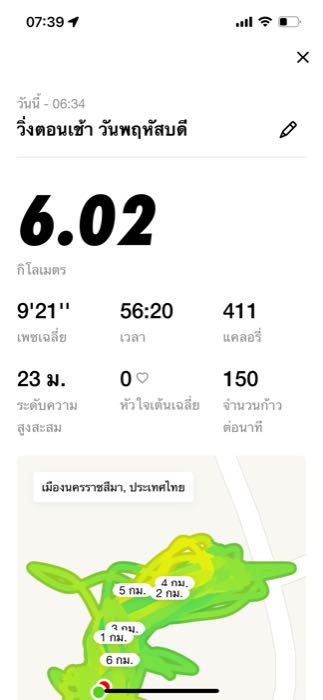 07:39
วันนี้ - 06:34
วิ่งตอนเช้า วันพฤหัสบดี
6.02
กิโลเมตร
9'21'' 56:20 411
เพซเฉลี่ย เวลา แคลอรี่
23 ม. 0 150
ระดับความสูงสะสม หัวใจเต้นเฉลี่ย จำนวนก้าวต่อนาที
เมืองนครราชสีมา, ประเทศไทย
4 กม.
5 กม. 2 กม.
3 กม.
1 กม.
6 กม.